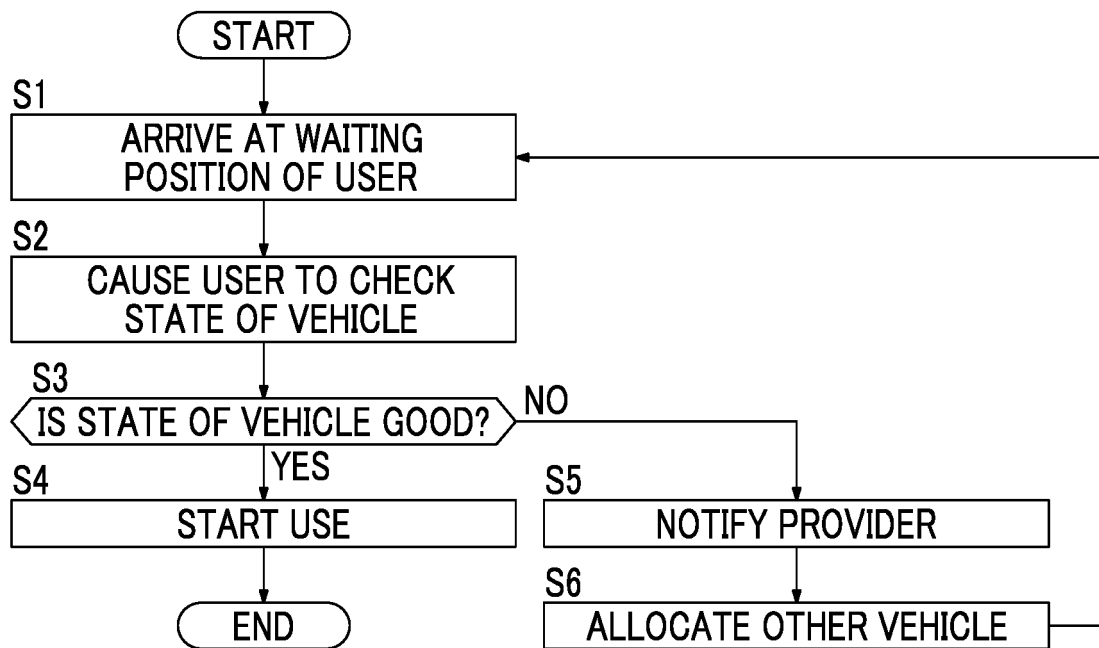 START
S1
ARRIVE AT WAITING
POSITION OF USER
S2
CAUSE USER TO CHECK
STATE OF VEHICLE
S3
IS STATE OF VEHICLE GOOD?
NO
YES
S4
START USE
S5
NOTIFY PROVIDER
S6
ALLOCATE OTHER VEHICLE
END